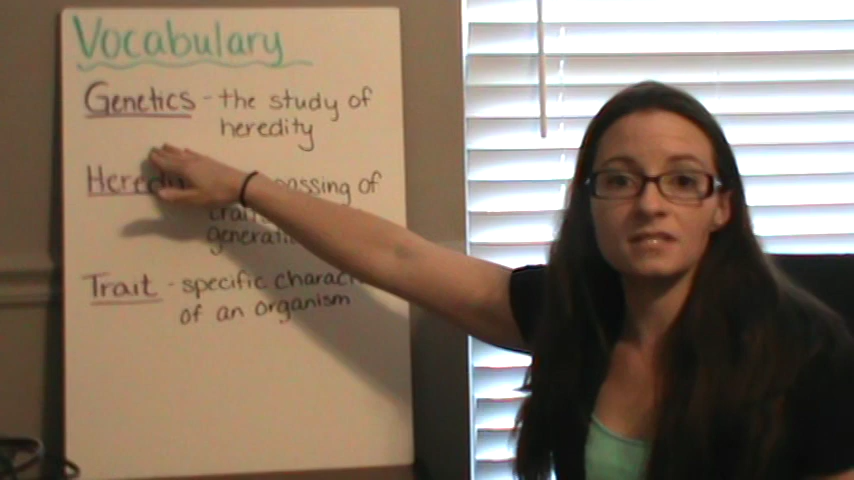 Vocabulary
Genetics - the study of
heredity
passing of
generati
Trait - specific charac
of an organism